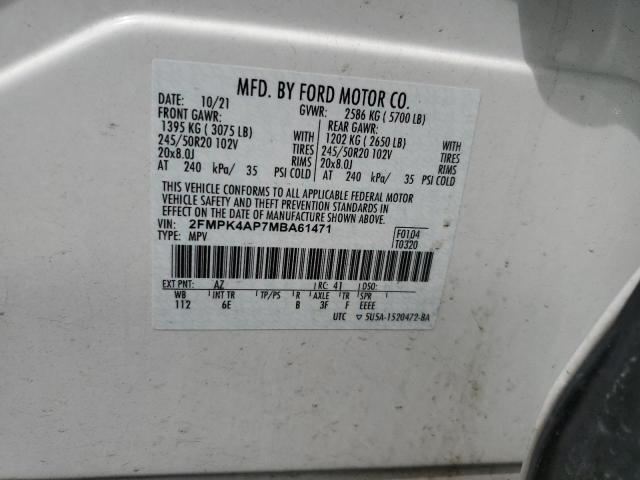 MFD. BY FORD MOTOR CO.
DATE: 10/21 GVWR: 2586 KG ( 5700 LB)
FRONT GAWR: REAR GAWR:
1395 KG ( 3075 LB) WITH 1202 KG ( 2650 LB) WITH
245/50R20 102V TIRES 245/50R20 102V TIRES
20x8.0J RIMS 20x8.0J RIMS
AT 240 kPa/ 35 PSI COLD AT 240 kPa/ 35 PSI COLD
THIS VEHICLE CONFORMS TO ALL APPLICABLE FEDERAL MOTOR
VEHICLE SAFETY AND THEFT PREVENTION STANDARDS IN
EFFECT ON THE DATE OF MANUFACTURE SHOWN ABOVE.
VIN: 2FMPK4AP7MBA61471 F0104
TYPE: MPV T0320
EXT PNT: AZ RC: 41 DSO:
WB INT TR TP/PS R AXLE TR SPR
112 6E B 3F F EEEE
UTC ▽ 5U5A-1520472-BA